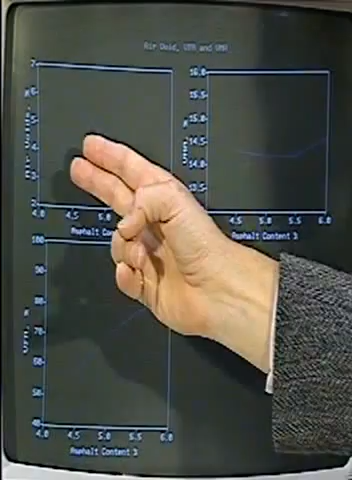 Air Void, VFA and VMA
7
6
5
4
3
2
4.0 4.5 5.0
Asphalt Co
16.0
15.5
15.0
14.5
14.0
13.5
4.5 5.0 5.5 6.0
Asphalt Content %
100
90
80
70
60
50
40
4.0 4.5 5.0 5.5 6.0
Asphalt Content %
VFA, %